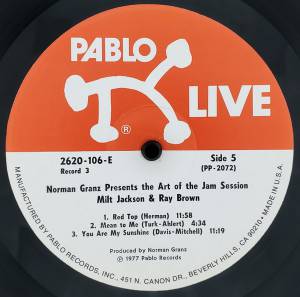 PABLO
LIVE
®
2620-106-E
Record 3
Side 5
(PP-2072)
Norman Granz Presents the Art of the Jam Session
Milt Jackson & Ray Brown
1. Red Top (Herman) 11:58
2. Mean to Me (Turk-Ahlert) 4:34
3. You Are My Sunshine (Davis-Mitchell) 11:19
Produced by Norman Granz
© 1977 Pablo Records
MANUFACTURED BY PABLO RECORDS, INC., 451 N. CANON DR., BEVERLY HILLS, CA 90210 • MADE IN U.S.A.